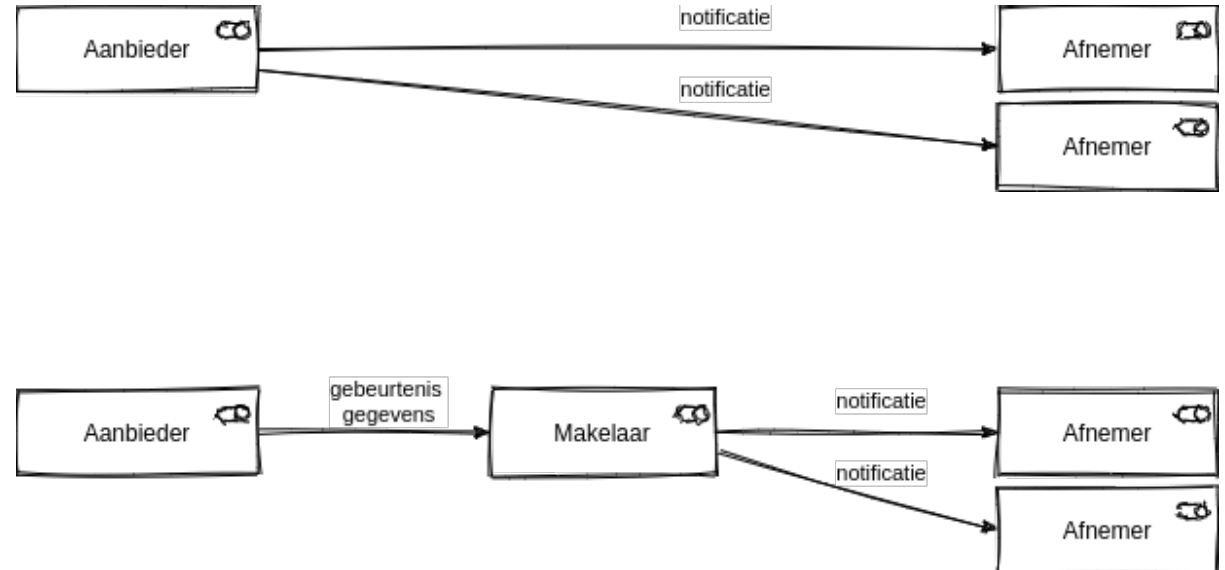 notificatie
Aanbieder
Afnemer
notificatie
Afnemer
gebeurtenis
gegevens
notificatie
Aanbieder
Makelaar
Afnemer
notificatie
Afnemer